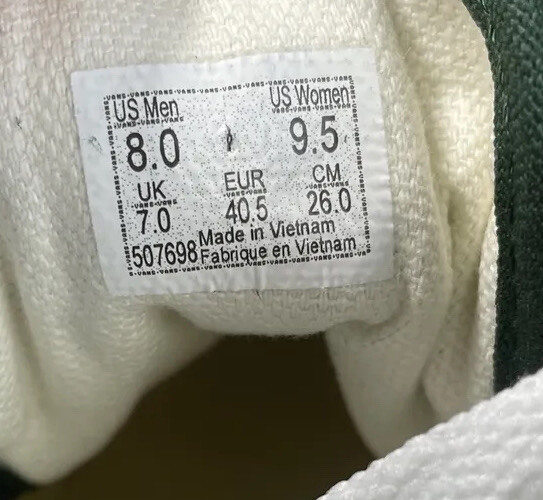 US Men US Women
8.0 9.5
UK EUR CM
7.0 40.5 26.0
Made in Vietnam
507698 Fabrique en Vietnam